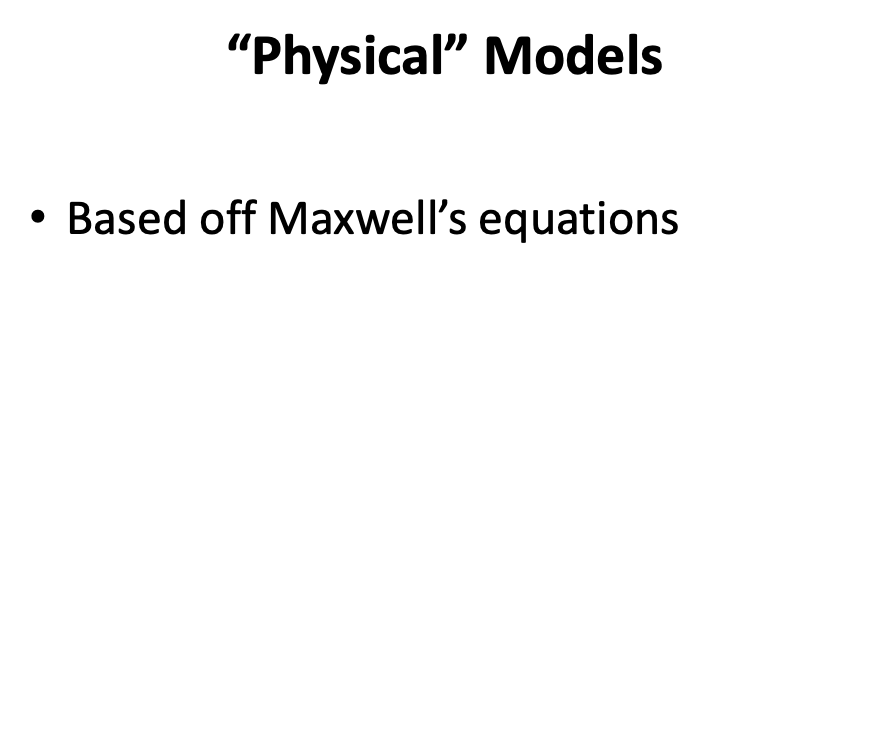 “Physical” Models
• Based off Maxwell’s equations